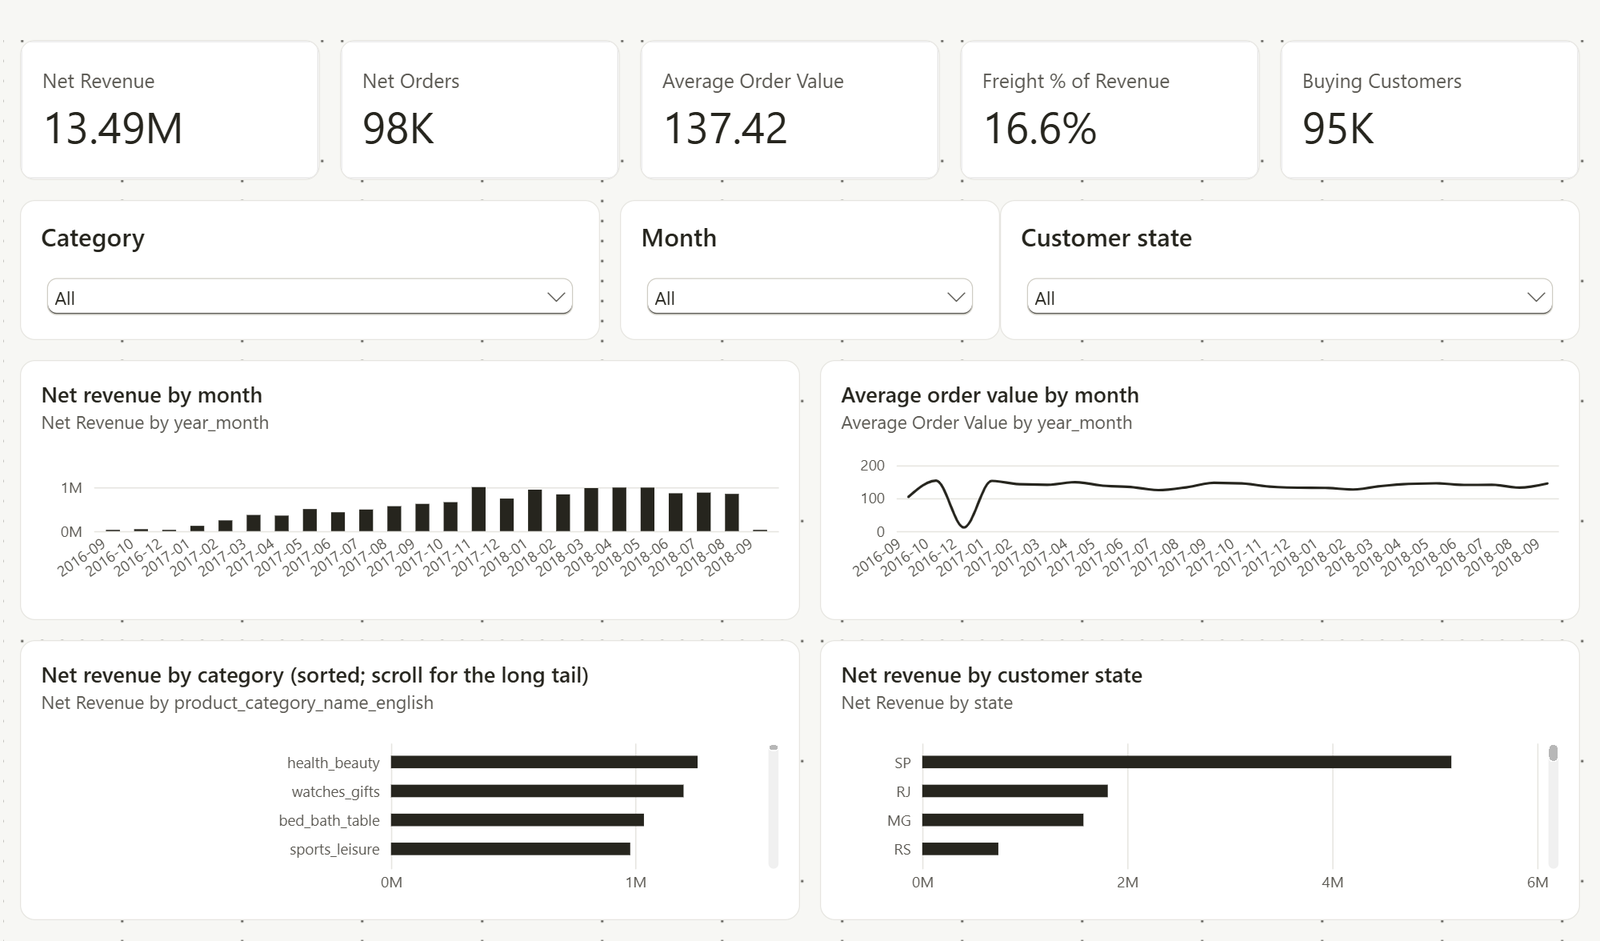 Net Revenue
13.49M
Net Orders
98K
Average Order Value
137.42
Freight % of Revenue
16.6%
Buying Customers
95K
Category
All
Month
All
Customer state
All
Net revenue by month
Net Revenue by year_month
1M
0M
2016-09
2016-10
2016-12
2017-01
2017-02
2017-03
2017-04
2017-05
2017-06
2017-07
2017-08
2017-09
2017-10
2017-11
2017-12
2018-01
2018-02
2018-03
2018-04
2018-05
2018-06
2018-07
2018-08
2018-09
Average order value by month
Average Order Value by year_month
200
100
0
2016-09
2016-10
2016-12
2017-01
2017-02
2017-03
2017-04
2017-05
2017-06
2017-07
2017-08
2017-09
2017-10
2017-11
2017-12
2018-01
2018-02
2018-03
2018-04
2018-05
2018-06
2018-07
2018-08
2018-09
Net revenue by category (sorted; scroll for the long tail)
Net Revenue by product_category_name_english
health_beauty
watches_gifts
bed_bath_table
sports_leisure
0M
1M
Net revenue by customer state
Net Revenue by state
SP
RJ
MG
RS
0M
2M
4M
6M